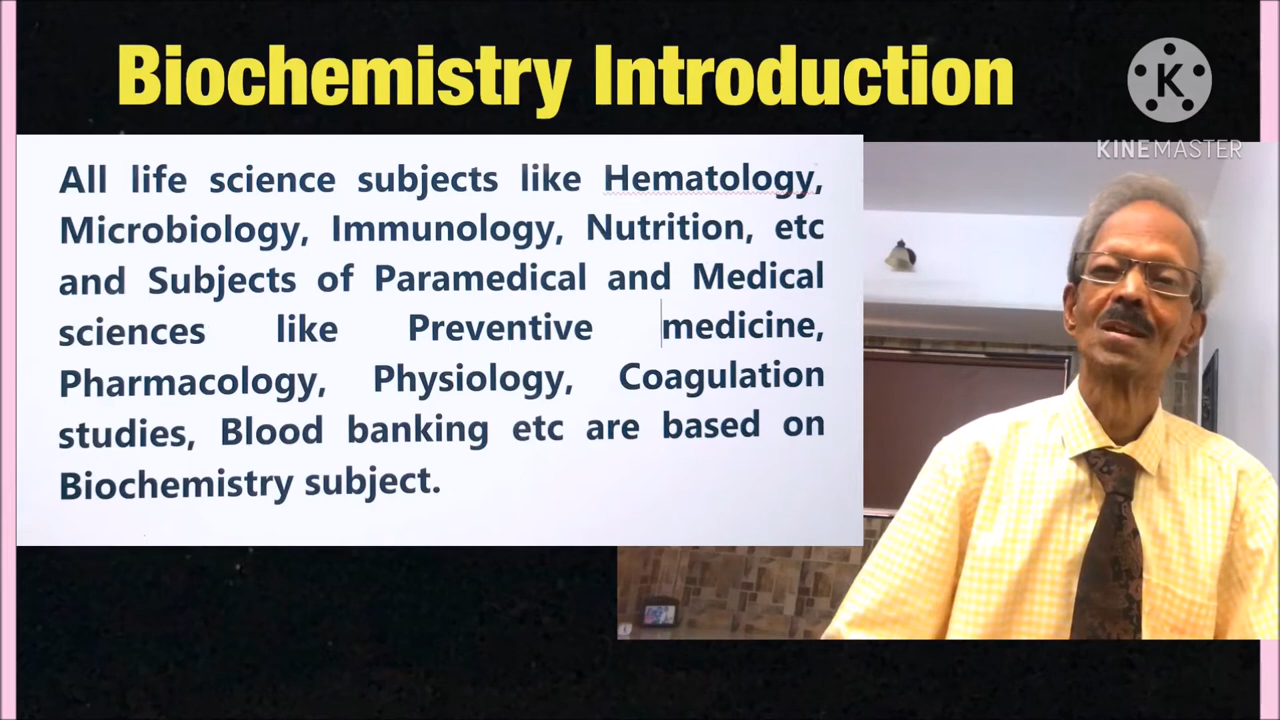 Biochemistry Introduction
K
KINEMASTER
All life science subjects like Hematology,
Microbiology, Immunology, Nutrition, etc
and Subjects of Paramedical and Medical
sciences like Preventive medicine,
Pharmacology, Physiology, Coagulation
studies, Blood banking etc are based on
Biochemistry subject.